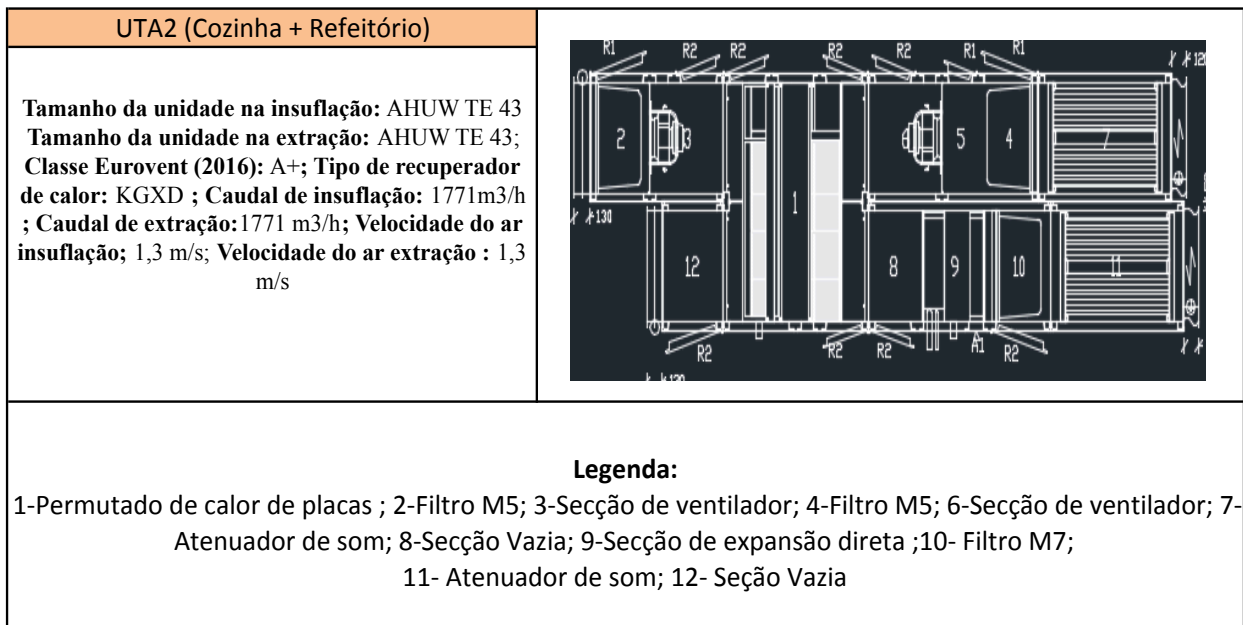 UTA2 (Cozinha + Refeitório)
Tamanho da unidade na insuflação: AHUW TE 43
Tamanho da unidade na extração: AHUW TE 43;
Classe Eurovent (2016): A+; Tipo de recuperador
de calor: KGXD ; Caudal de insuflação: 1771m3/h
; Caudal de extração:1771 m3/h; Velocidade do ar
insuflação; 1,3 m/s; Velocidade do ar extração : 1,3
m/s
R1 R2 R2 R2 R2 R1 R1
120
2 3 1 6 5 4 7
130
12 8 9 10 11
R2 R2 R2 A1 R2
120
Legenda:
1-Permutado de calor de placas ; 2-Filtro M5; 3-Secção de ventilador; 4-Filtro M5; 6-Secção de ventilador; 7-
Atenuador de som; 8-Secção Vazia; 9-Secção de expansão direta ;10- Filtro M7;
11- Atenuador de som; 12- Seção Vazia